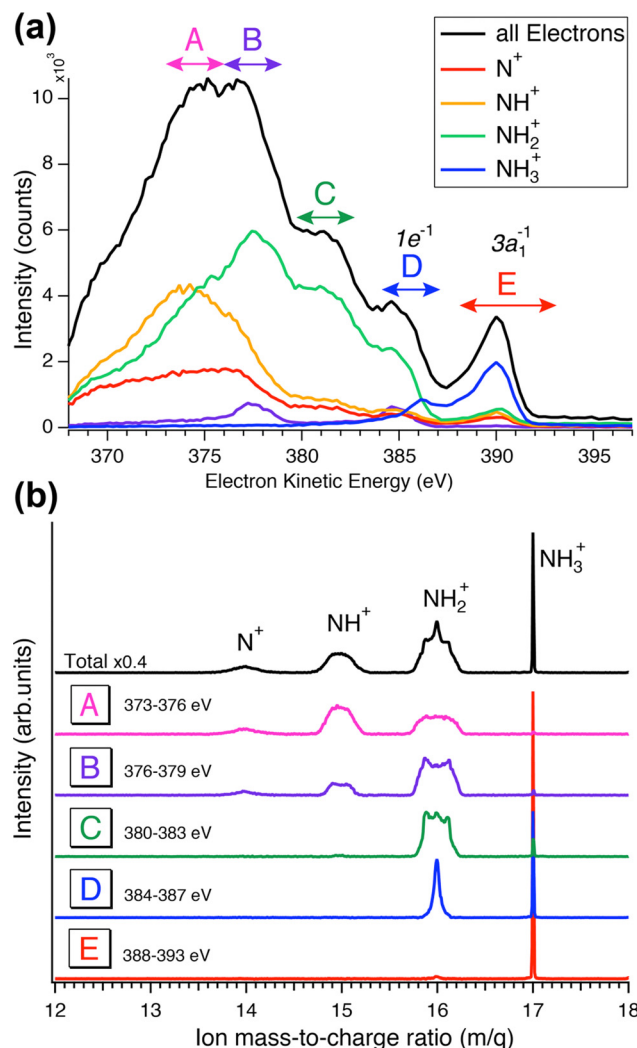 (a)
A B
×10³
10
8
6
4
2
0
Intensity (counts)
C
1e⁻¹
D
3a₁⁻¹
E
all Electrons
N⁺
NH⁺
NH₂⁺
NH₃⁺
370 375 380 385 390 395
Electron Kinetic Energy (eV)
(b)
Intensity (arb.units)
NH₃⁺
NH₂⁺
NH⁺
N⁺
Total x0.4
A 373-376 eV
B 376-379 eV
C 380-383 eV
D 384-387 eV
E 388-393 eV
12 13 14 15 16 17 18
Ion mass-to-charge ratio (m/q)